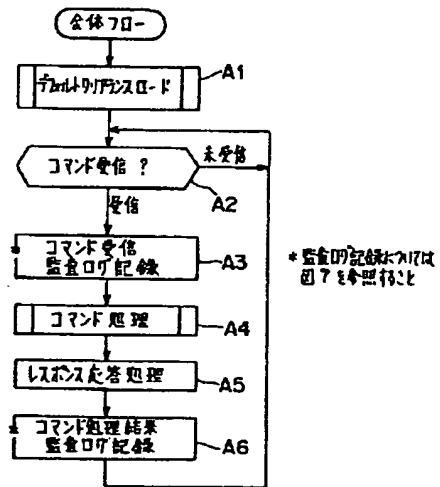 全体フロー
デフォルトクリアランスロード
A1
コマンド受信 ?
未受信
A2
受信
* コマンド受信
監査ログ記録
A3
* 監査ログ記録については
図7を参照すること
コマンド処理
A4
レスポンス応答処理
A5
* コマンド処理結果
監査ログ記録
A6